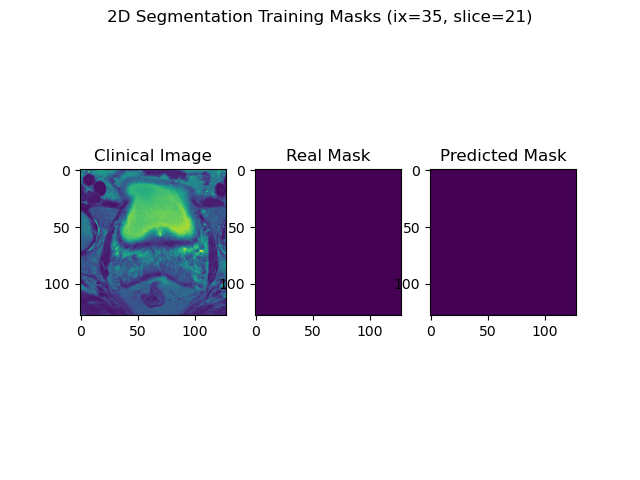 2D Segmentation Training Masks (ix=35, slice=21)
Clinical Image Real Mask Predicted Mask
0 0 0
50 50 50
100 100 100
0 50 100 0 50 100 0 50 100